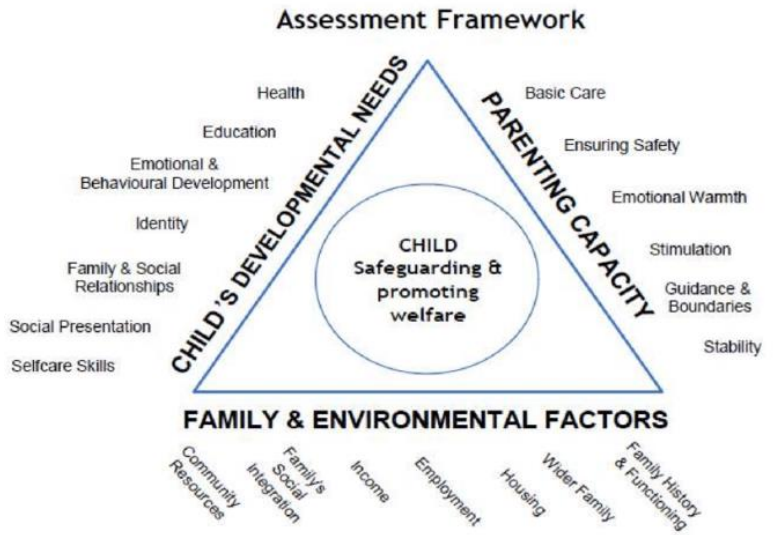 Assessment Framework
Health
Education
Emotional &
Behavioural Development
Identity
Family & Social
Relationships
Social Presentation
Selfcare Skills
CHILD'S DEVELOPMENTAL NEEDS
CHILD
Safeguarding &
promoting
welfare
PARENTING CAPACITY
Basic Care
Ensuring Safety
Emotional Warmth
Stimulation
Guidance &
Boundaries
Stability
FAMILY & ENVIRONMENTAL FACTORS
Community
Resources
Family's
Social
Integration
Income
Employment
Housing
Wider Family
Family History
& Functioning